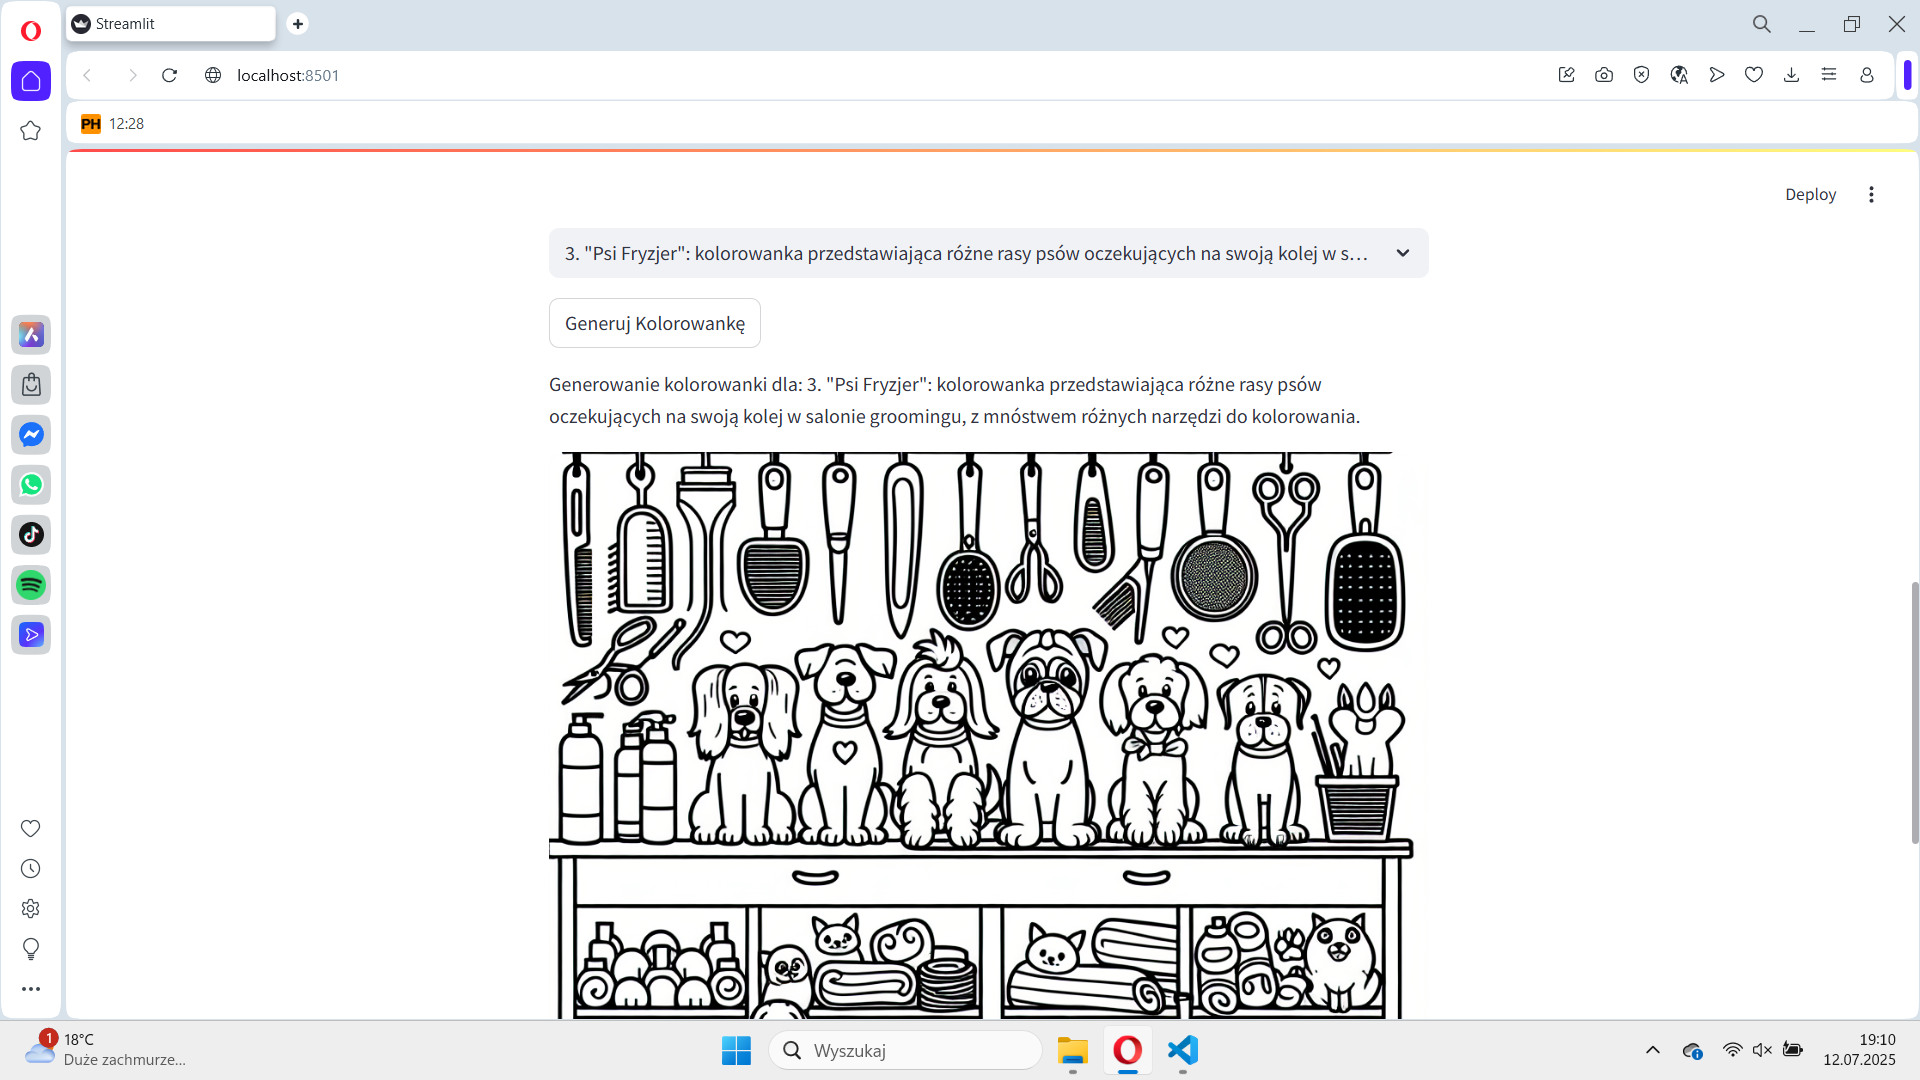 Streamlit
localhost:8501
PH 12:28
Deploy
3. "Psi Fryzjer": kolorowanka przedstawiająca różne rasy psów oczekujących na swoją kolej w s...
Generuj Kolorowankę
Generowanie kolorowanki dla: 3. "Psi Fryzjer": kolorowanka przedstawiająca różne rasy psów
oczekujących na swoją kolej w salonie groomingu, z mnóstwem różnych narzędzi do kolorowania.
1
18°C
Duże zachmurze...
Wyszukaj
19:10
12.07.2025